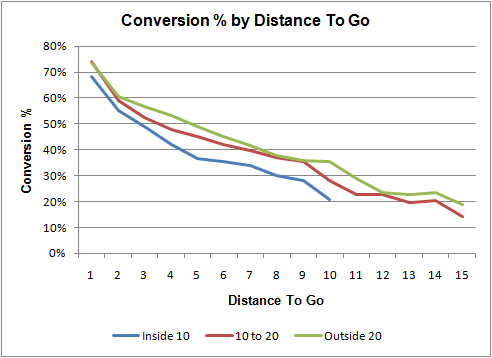 Conversion % by Distance To Go
80%
70%
60%
50%
40%
30%
20%
10%
0%
Conversion %
1 2 3 4 5 6 7 8 9 10 11 12 13 14 15
Distance To Go
Inside 10 10 to 20 Outside 20